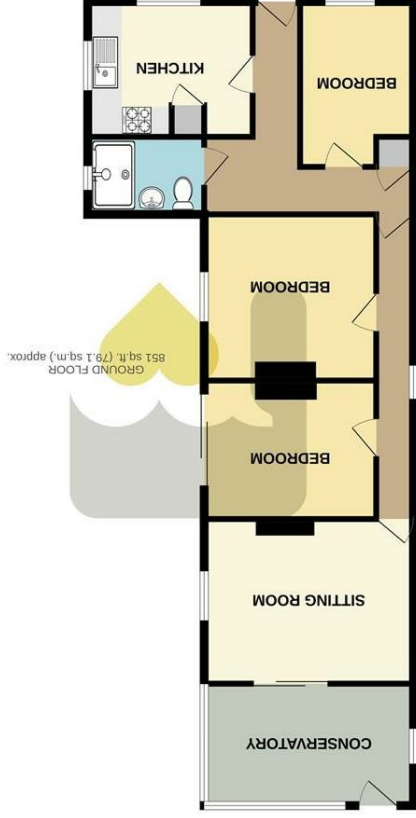 CONSERVATORY
SITTING ROOM
BEDROOM
GROUND FLOOR
851 sq.ft. (79.1 sq.m.) approx.
BEDROOM
BEDROOM
KITCHEN